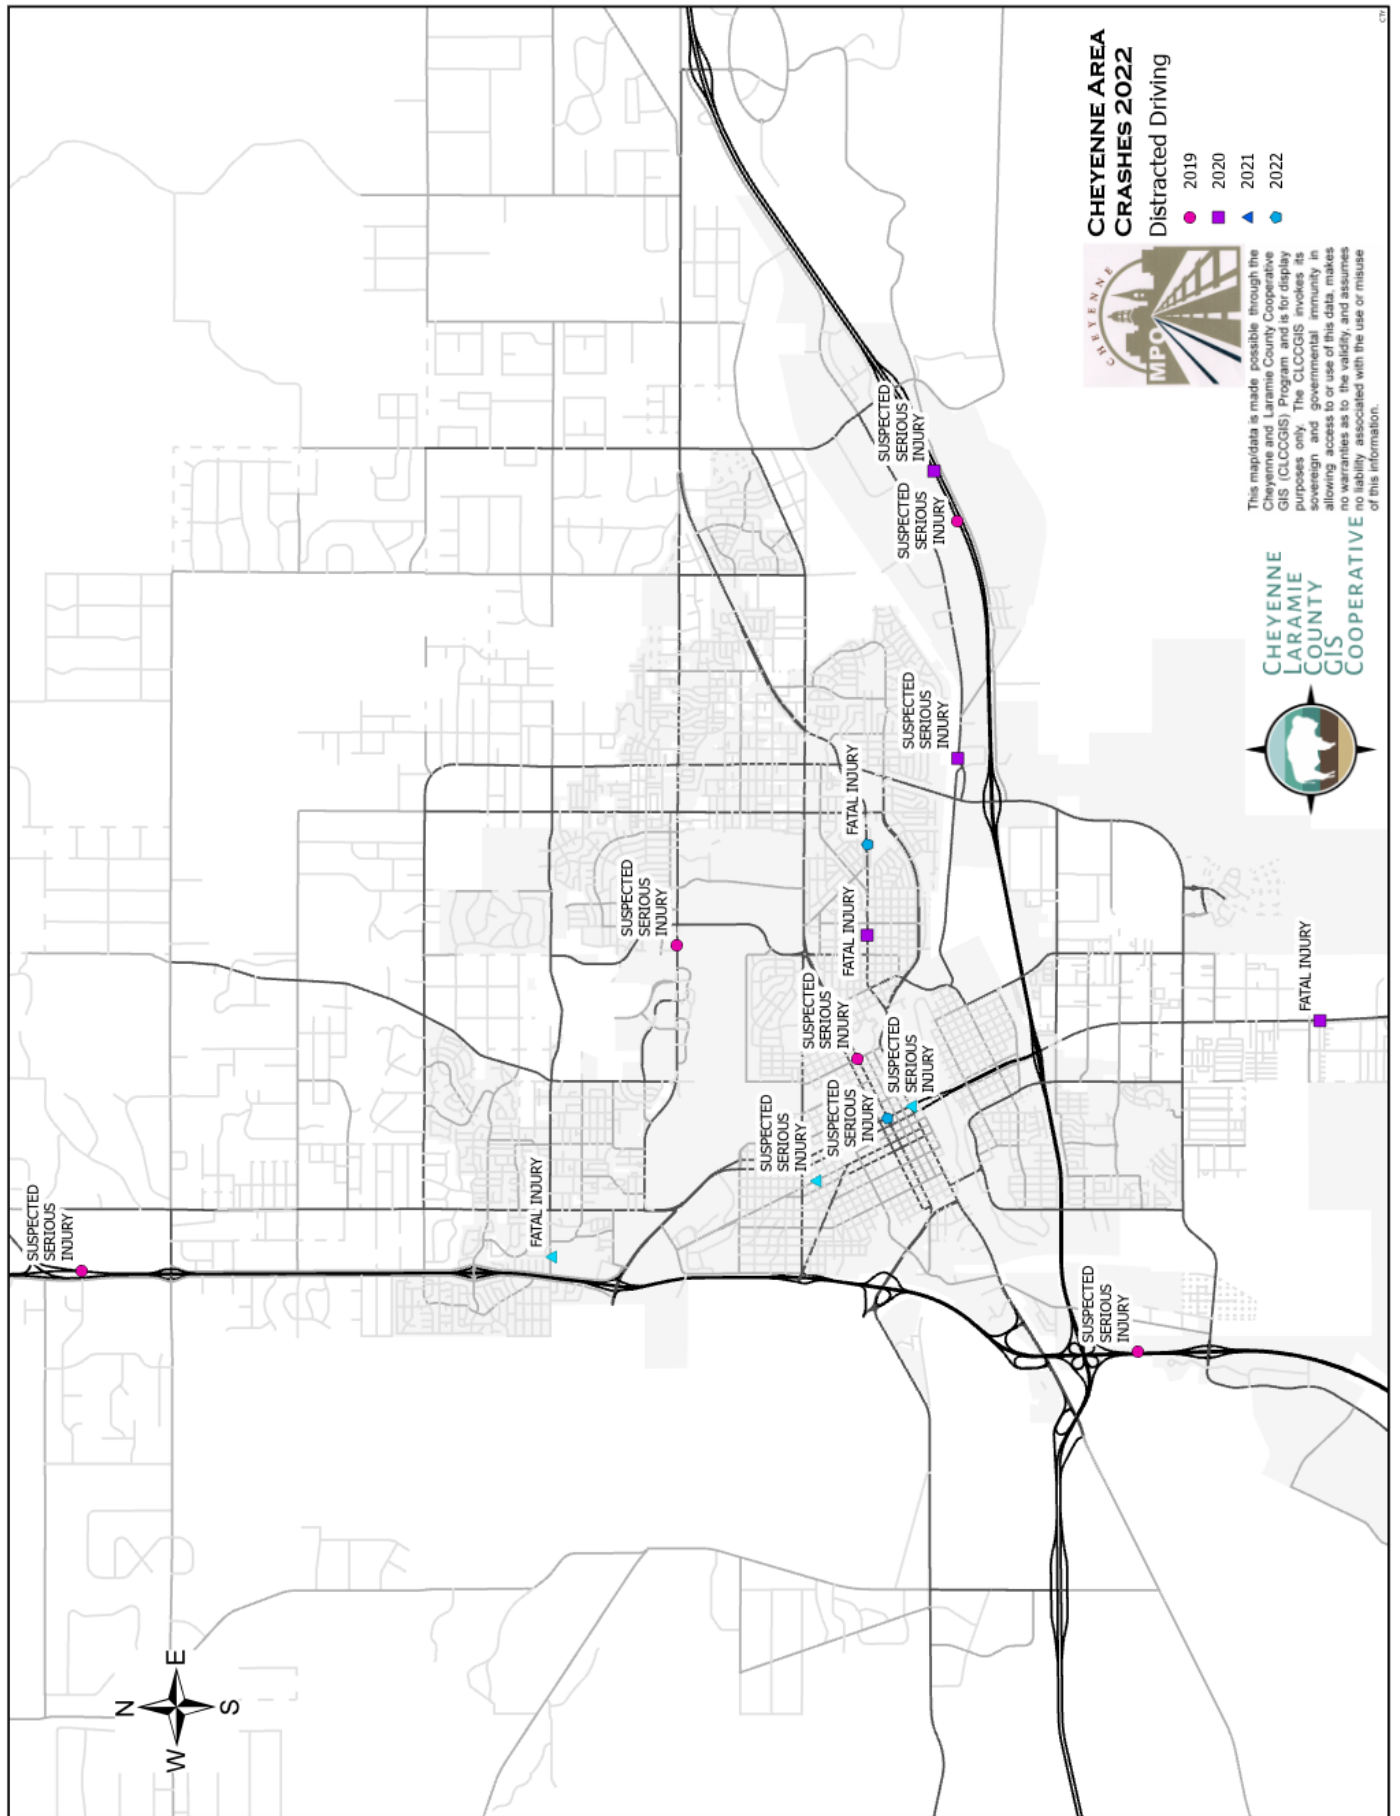 CHEYENNE AREA
CRASHES 2022
Distracted Driving
2019
2020
2021
2022
CHEYENNE
MPO
This map/data is made possible through the
Cheyenne and Laramie County Cooperative
GIS (CLCCGIS) Program and is for display
purposes only. The CLCCGIS invokes its
sovereign and governmental immunity in
allowing access to or use of this data, makes
no warranties as to the validity, and assumes
no liability associated with the use or misuse
of this information.
CHEYENNE
LARAMIE
COUNTY
GIS
COOPERATIVE
N
W
E
S
SUSPECTED
SERIOUS
INJURY
FATAL INJURY
SUSPECTED
SERIOUS
INJURY
SUSPECTED
SERIOUS
INJURY
SUSPECTED
SERIOUS
INJURY
SUSPECTED
SERIOUS
INJURY
SUSPECTED
SERIOUS
INJURY
FATAL INJURY
FATAL INJURY
SUSPECTED
SERIOUS
INJURY
SUSPECTED
SERIOUS
INJURY
SUSPECTED
SERIOUS
INJURY
SUSPECTED
SERIOUS
INJURY
FATAL INJURY